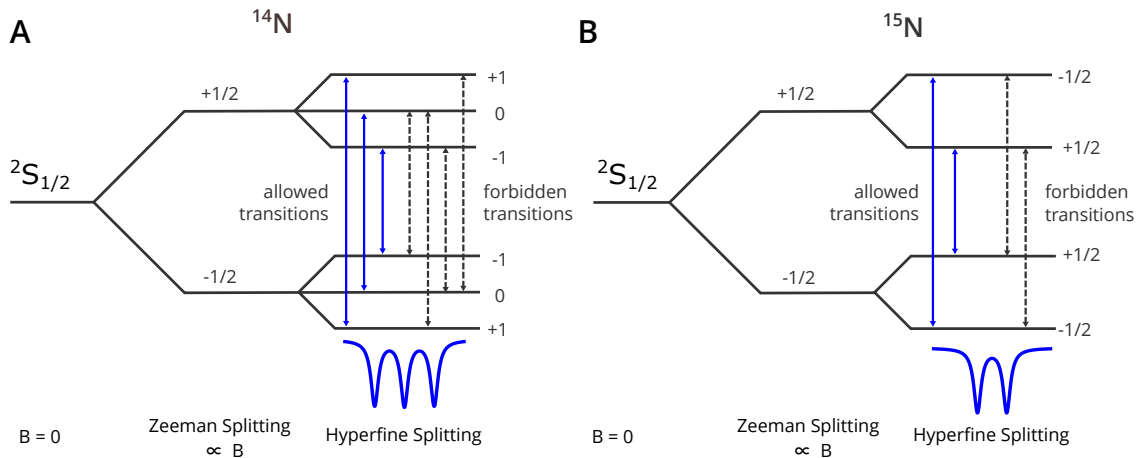 A
¹⁴N
+1/2
+1
0
-1
²S₁/₂
allowed
transitions
forbidden
transitions
-1/2
-1
0
+1
B = 0
Zeeman Splitting
∝ B
Hyperfine Splitting
B
¹⁵N
+1/2
-1/2
+1/2
²S₁/₂
allowed
transitions
forbidden
transitions
-1/2
+1/2
-1/2
B = 0
Zeeman Splitting
∝ B
Hyperfine Splitting